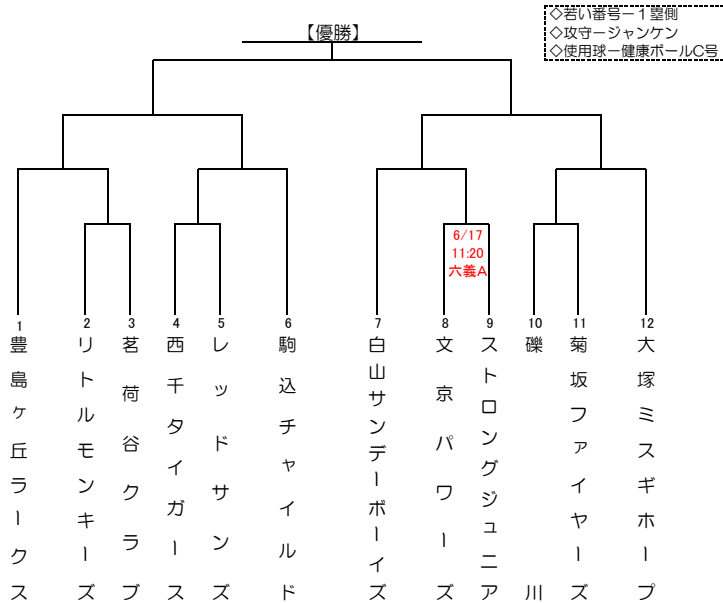 ◇若い番号－１塁側
◇攻守－ジャンケン
◇使用球－健康ボールC号
【優勝】
6/17
11:20
六義A
1
豊島ヶ丘ラークス
2
リトルモンキーズ
3
茗荷谷クラブ
4
西千タイガース
5
レッドサンズ
6
駒込チャイルド
7
白山サンデーボーイズ
8
文京パワーズ
9
ストロングジュニア
10
礫川
11
菊坂ファイヤーズ
12
大塚ミスギホープ